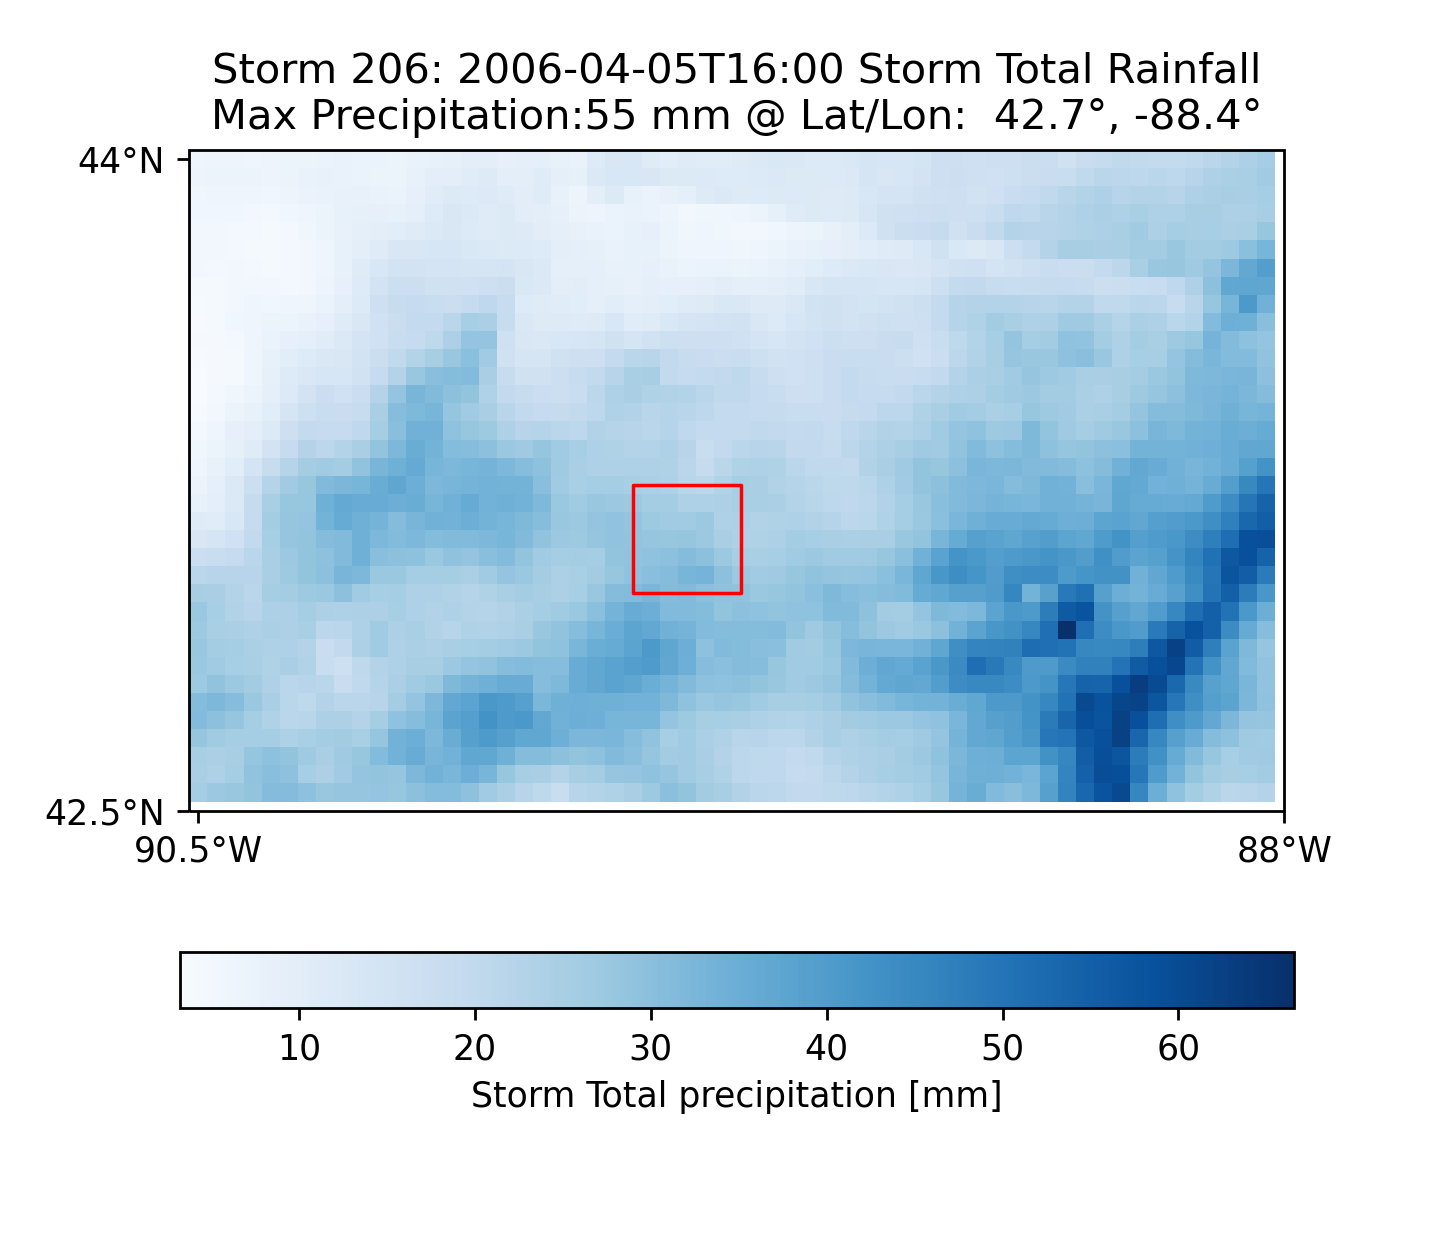 Storm 206: 2006-04-05T16:00 Storm Total Rainfall
Max Precipitation:55 mm @ Lat/Lon:  42.7°, -88.4°
44°N
42.5°N
90.5°W 88°W
10 20 30 40 50 60
Storm Total precipitation [mm]